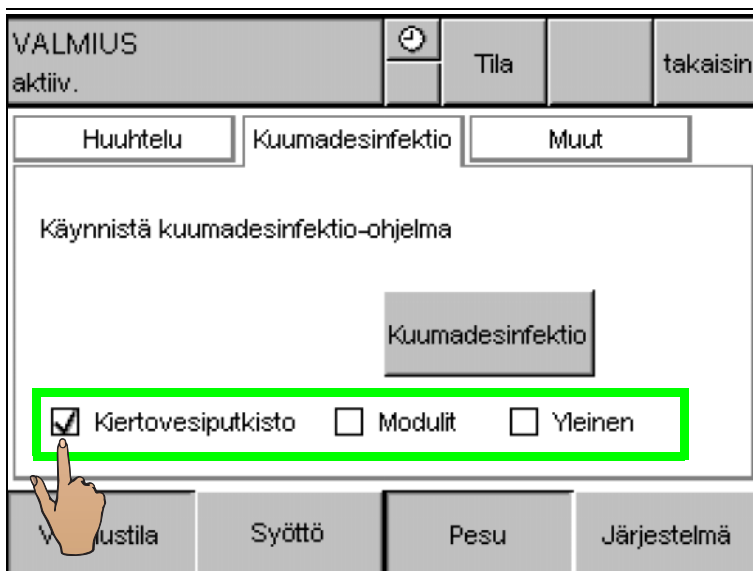 VALMIUS
aktiiv.
Tila
takaisin
Huuhtelu
Kuumadesinfektio
Muut
Käynnistä kuumadesinfektio-ohjelma
Kuumadesinfektio
Kiertovesiputkisto
Modulit
Yleinen
Syöttö
Pesu
Järjestelmä